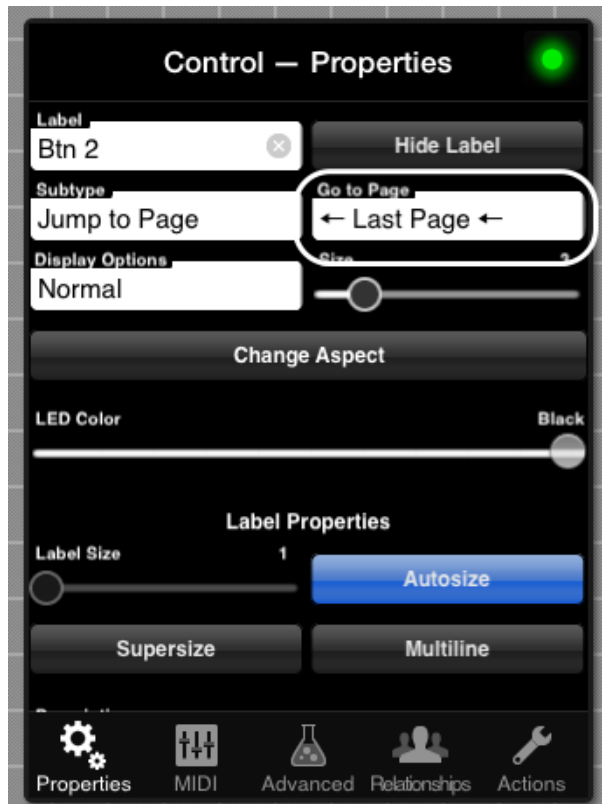 Control — Properties
Label
Btn 2
Hide Label
Subtype
Jump to Page
Go to Page
← Last Page ←
Display Options
Normal
Size
Change Aspect
LED Color
Black
Label Properties
Label Size
1
Autosize
Supersize
Multiline
Properties
MIDI
Advanced
Relationships
Actions